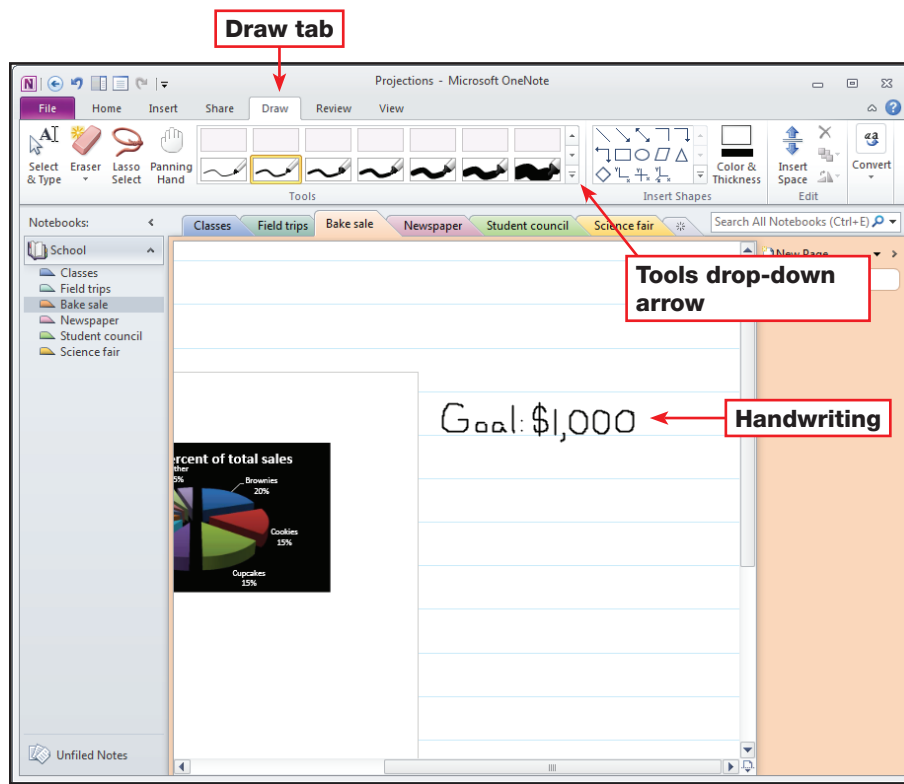 Draw tab
Projections - Microsoft OneNote
File Home Insert Share Draw Review View
Select & Type
Eraser
Lasso Select
Panning Hand
Color & Thickness
Insert Space
Convert
Tools
Insert Shapes
Edit
Notebooks:
Classes Field trips Bake sale Newspaper Student council Science fair
Search All Notebooks (Ctrl+E)
School
Classes
Field trips
Bake sale
Newspaper
Student council
Science fair
New Page
Tools drop-down
arrow
Goal: $1,000
Handwriting
rcent of total sales
ther
5%
Brownies
20%
Cookies
15%
Cupcakes
15%
Unfiled Notes